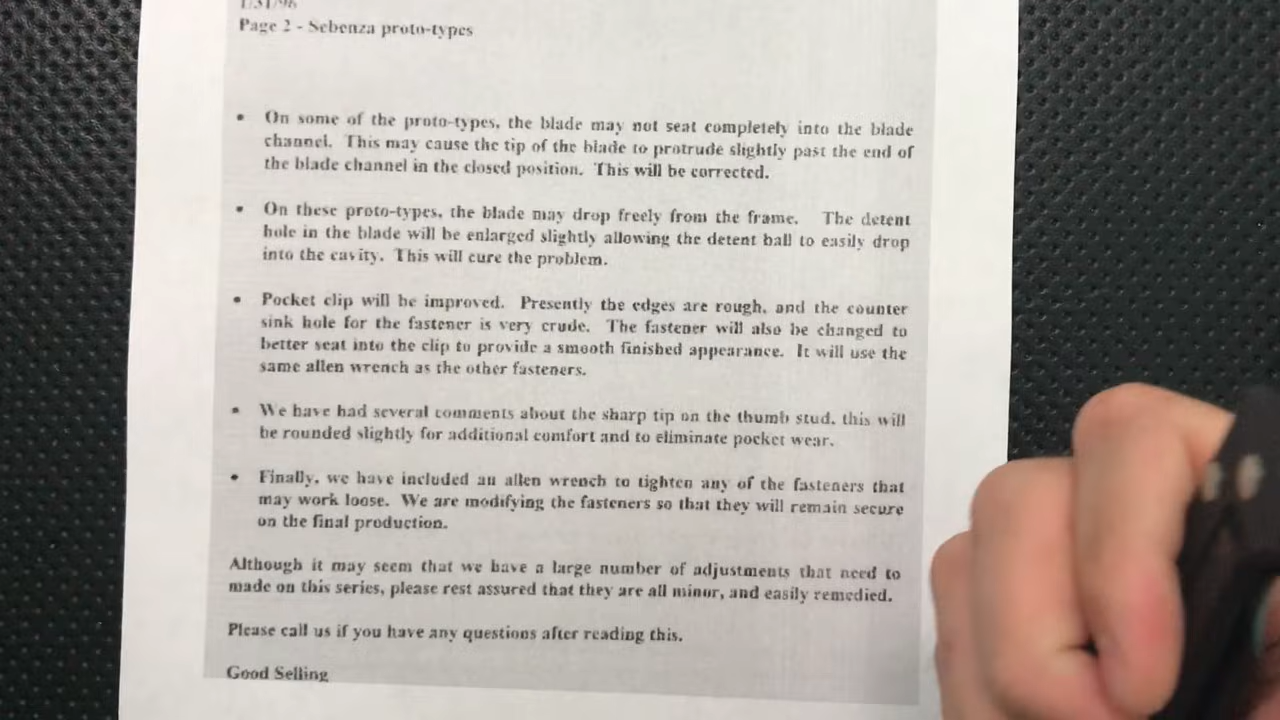 1/31/96
Page 2 - Sebenza proto-types
• On some of the proto-types, the blade may not seat completely into the blade
channel. This may cause the tip of the blade to protrude slightly past the end of
the blade channel in the closed position. This will be corrected.
• On these proto-types, the blade may drop freely from the frame. The detent
hole in the blade will be enlarged slightly allowing the detent ball to easily drop
into the cavity. This will cure the problem.
• Pocket clip will be improved. Presently the edges are rough, and the counter
sink hole for the fastener is very crude. The fastener will also be changed to
better seat into the clip to provide a smooth finished appearance. It will use the
same allen wrench as the other fasteners.
• We have had several comments about the sharp tip on the thumb stud, this will
be rounded slightly for additional comfort and to eliminate pocket wear.
• Finally, we have included an allen wrench to tighten any of the fasteners that
may work loose. We are modifying the fasteners so that they will remain secure
on the final production.
Although it may seem that we have a large number of adjustments that need to
made on this series, please rest assured that they are all minor, and easily remedied.
Please call us if you have any questions after reading this.
Good Selling